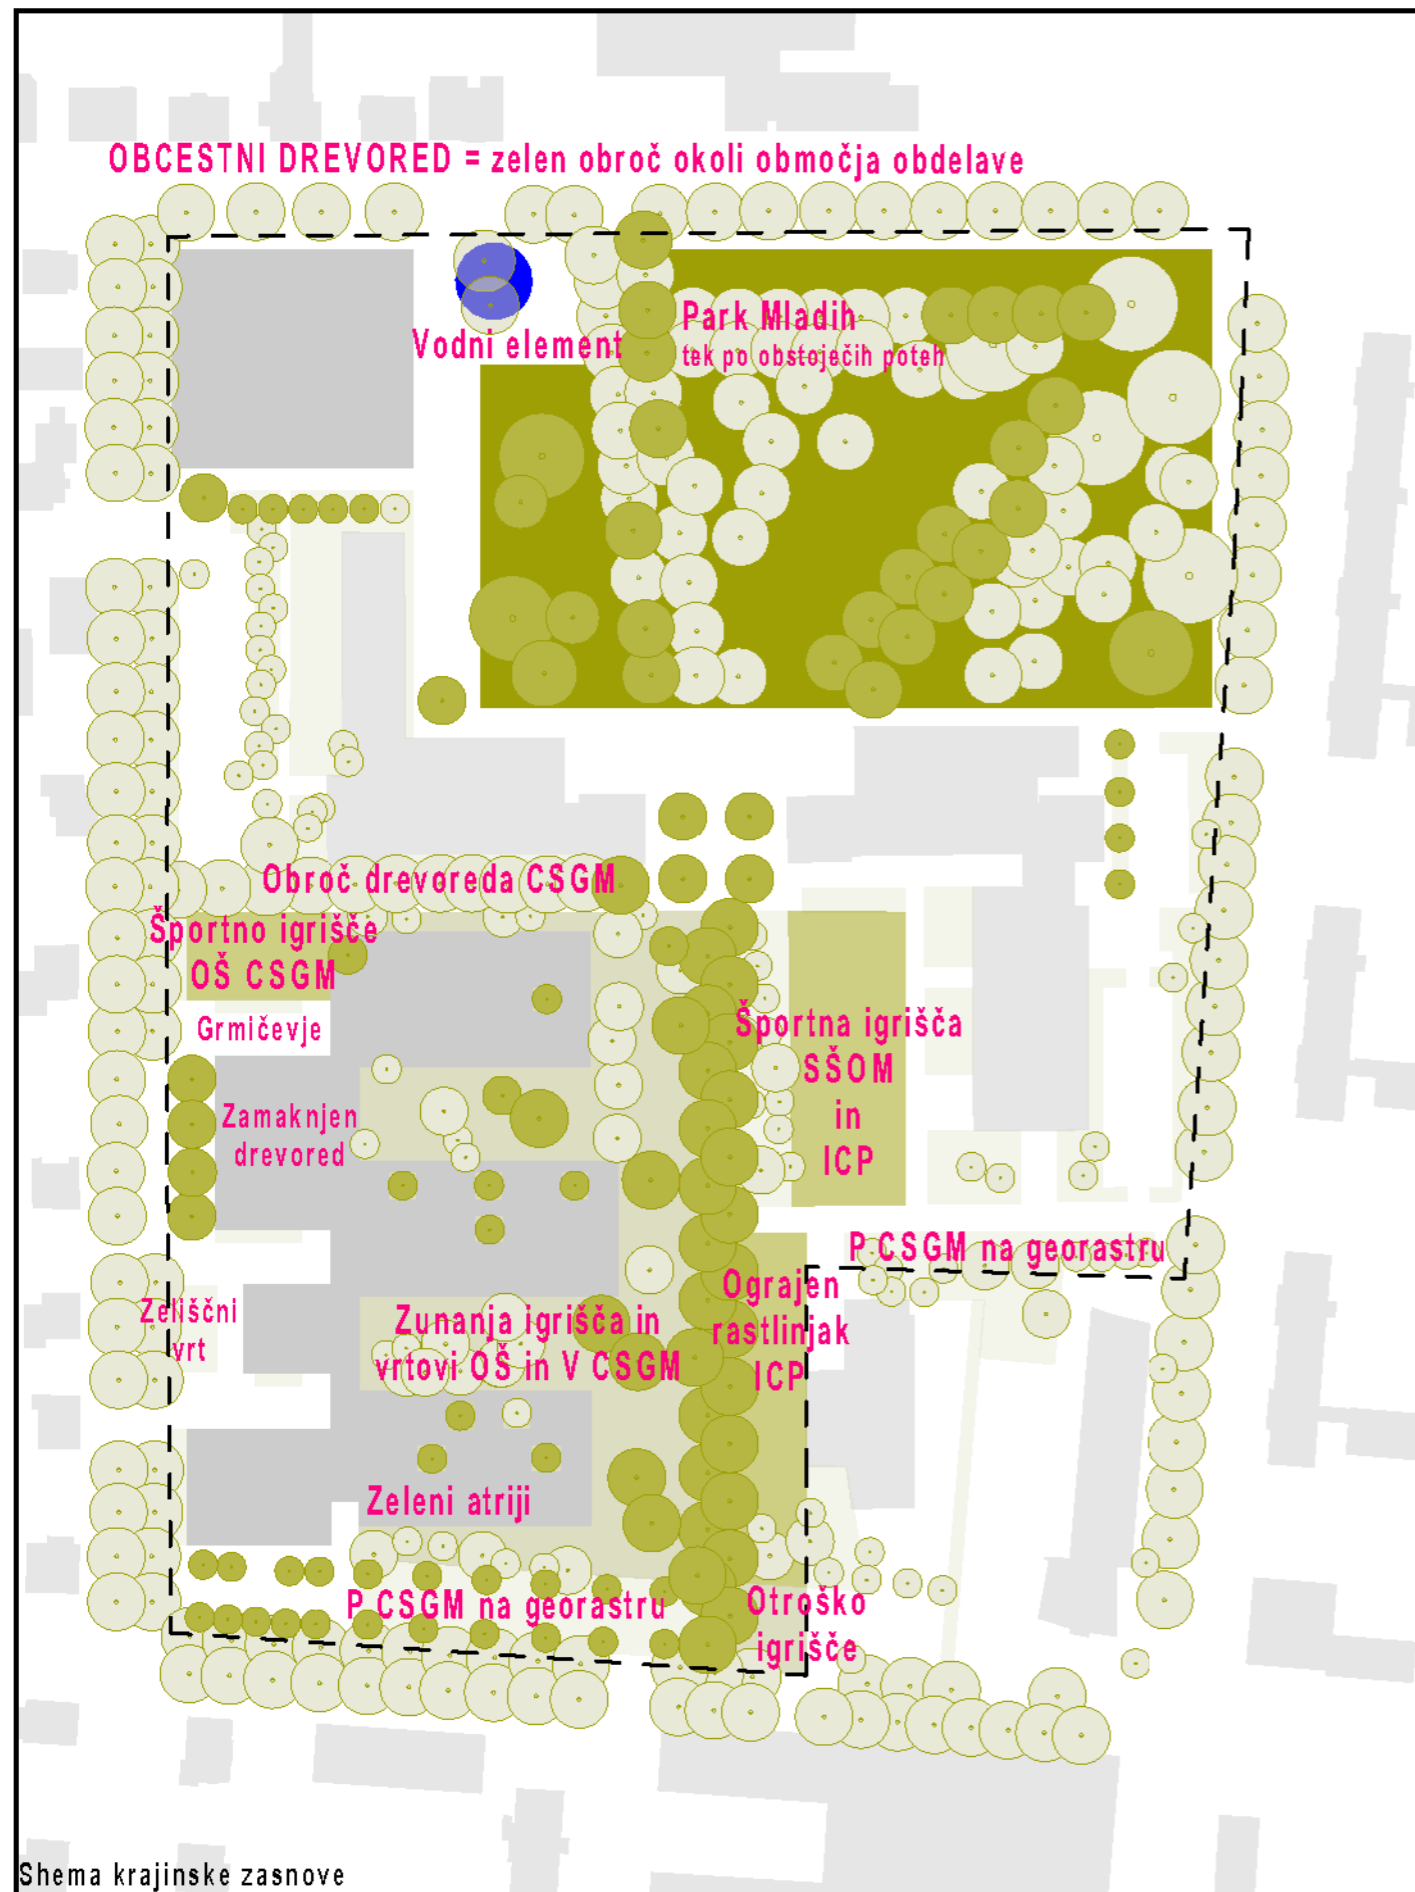 OBCESTNI DREVORED = zelen obroč okoli območja obdelave
Park Mladih
tek po obstoječih poteh
Vodni element
Obroč drevoreda CSGM
Športno igrišče
OŠ CSGM
Grmičevje
Zamaknjen
drevored
Športna igrišča
SŠOM
in
ICP
P CSGM na georastru
Ograjen
rastlinjak
ICP
Zeliščni
vrt
Zunanja igrišča in
vrtovi OŠ in V CSGM
Zeleni atriji
P CSGM na georastru
Otroško
igrišče
Shema krajinske zasnove